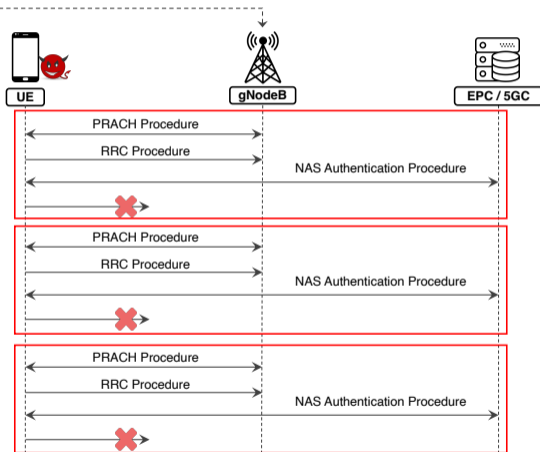 UE
gNodeB
EPC / 5GC
PRACH Procedure
RRC Procedure
NAS Authentication Procedure
PRACH Procedure
RRC Procedure
NAS Authentication Procedure
PRACH Procedure
RRC Procedure
NAS Authentication Procedure